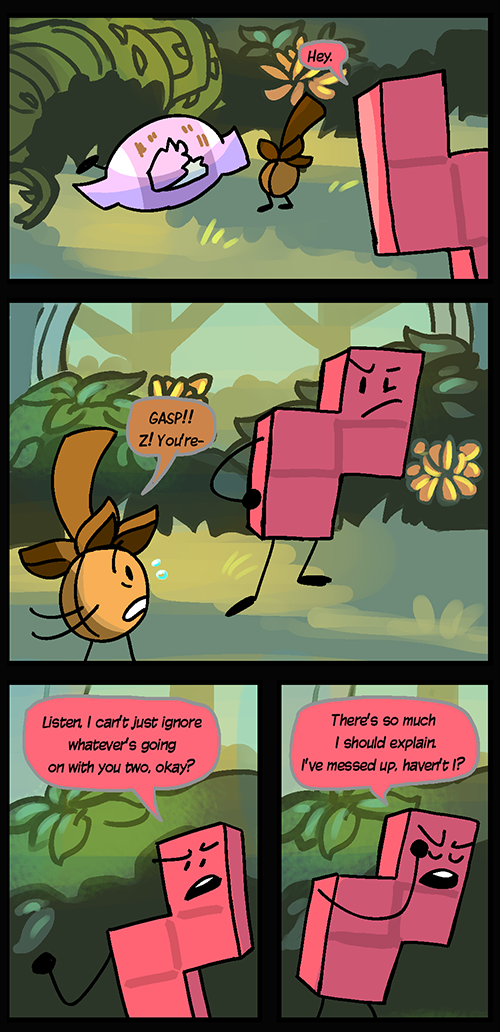 Hey.
GASP!!
Z! You're-
Listen, I can't just ignore
whatever's going
on with you two, okay?
There's so much
I should explain.
I've messed up, haven't I?